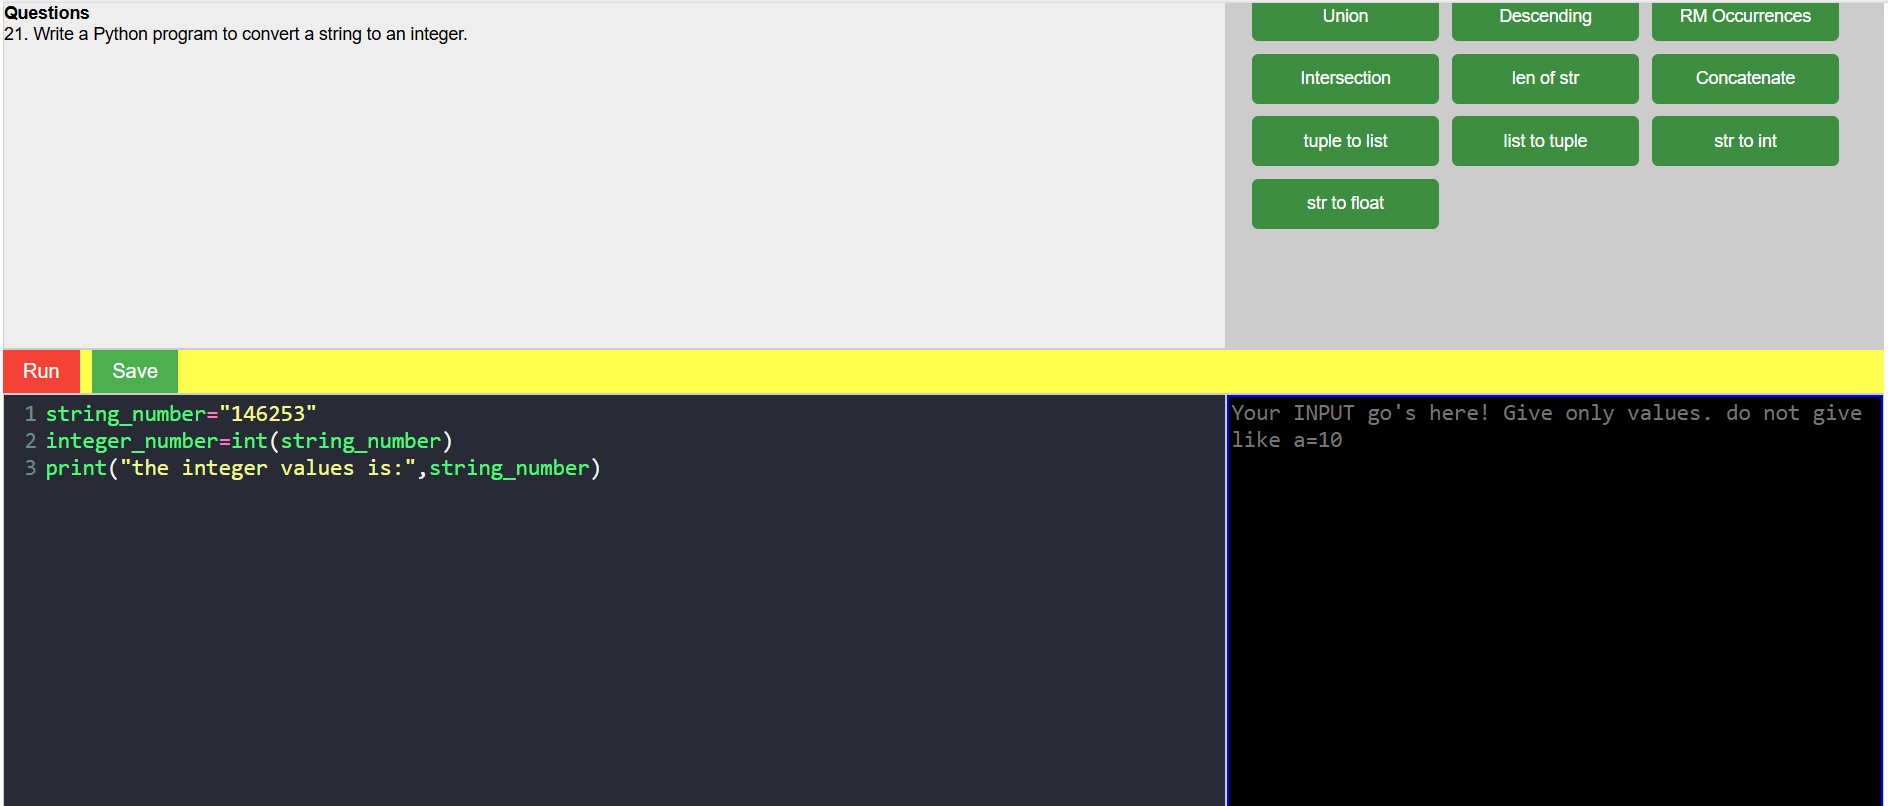 Questions
21. Write a Python program to convert a string to an integer.
Union
Descending
RM Occurrences
Intersection
len of str
Concatenate
tuple to list
list to tuple
str to int
str to float
Run
Save
1 string_number="146253"
2 integer_number=int(string_number)
3 print("the integer values is:",string_number)
Your INPUT go's here! Give only values. do not give
like a=10